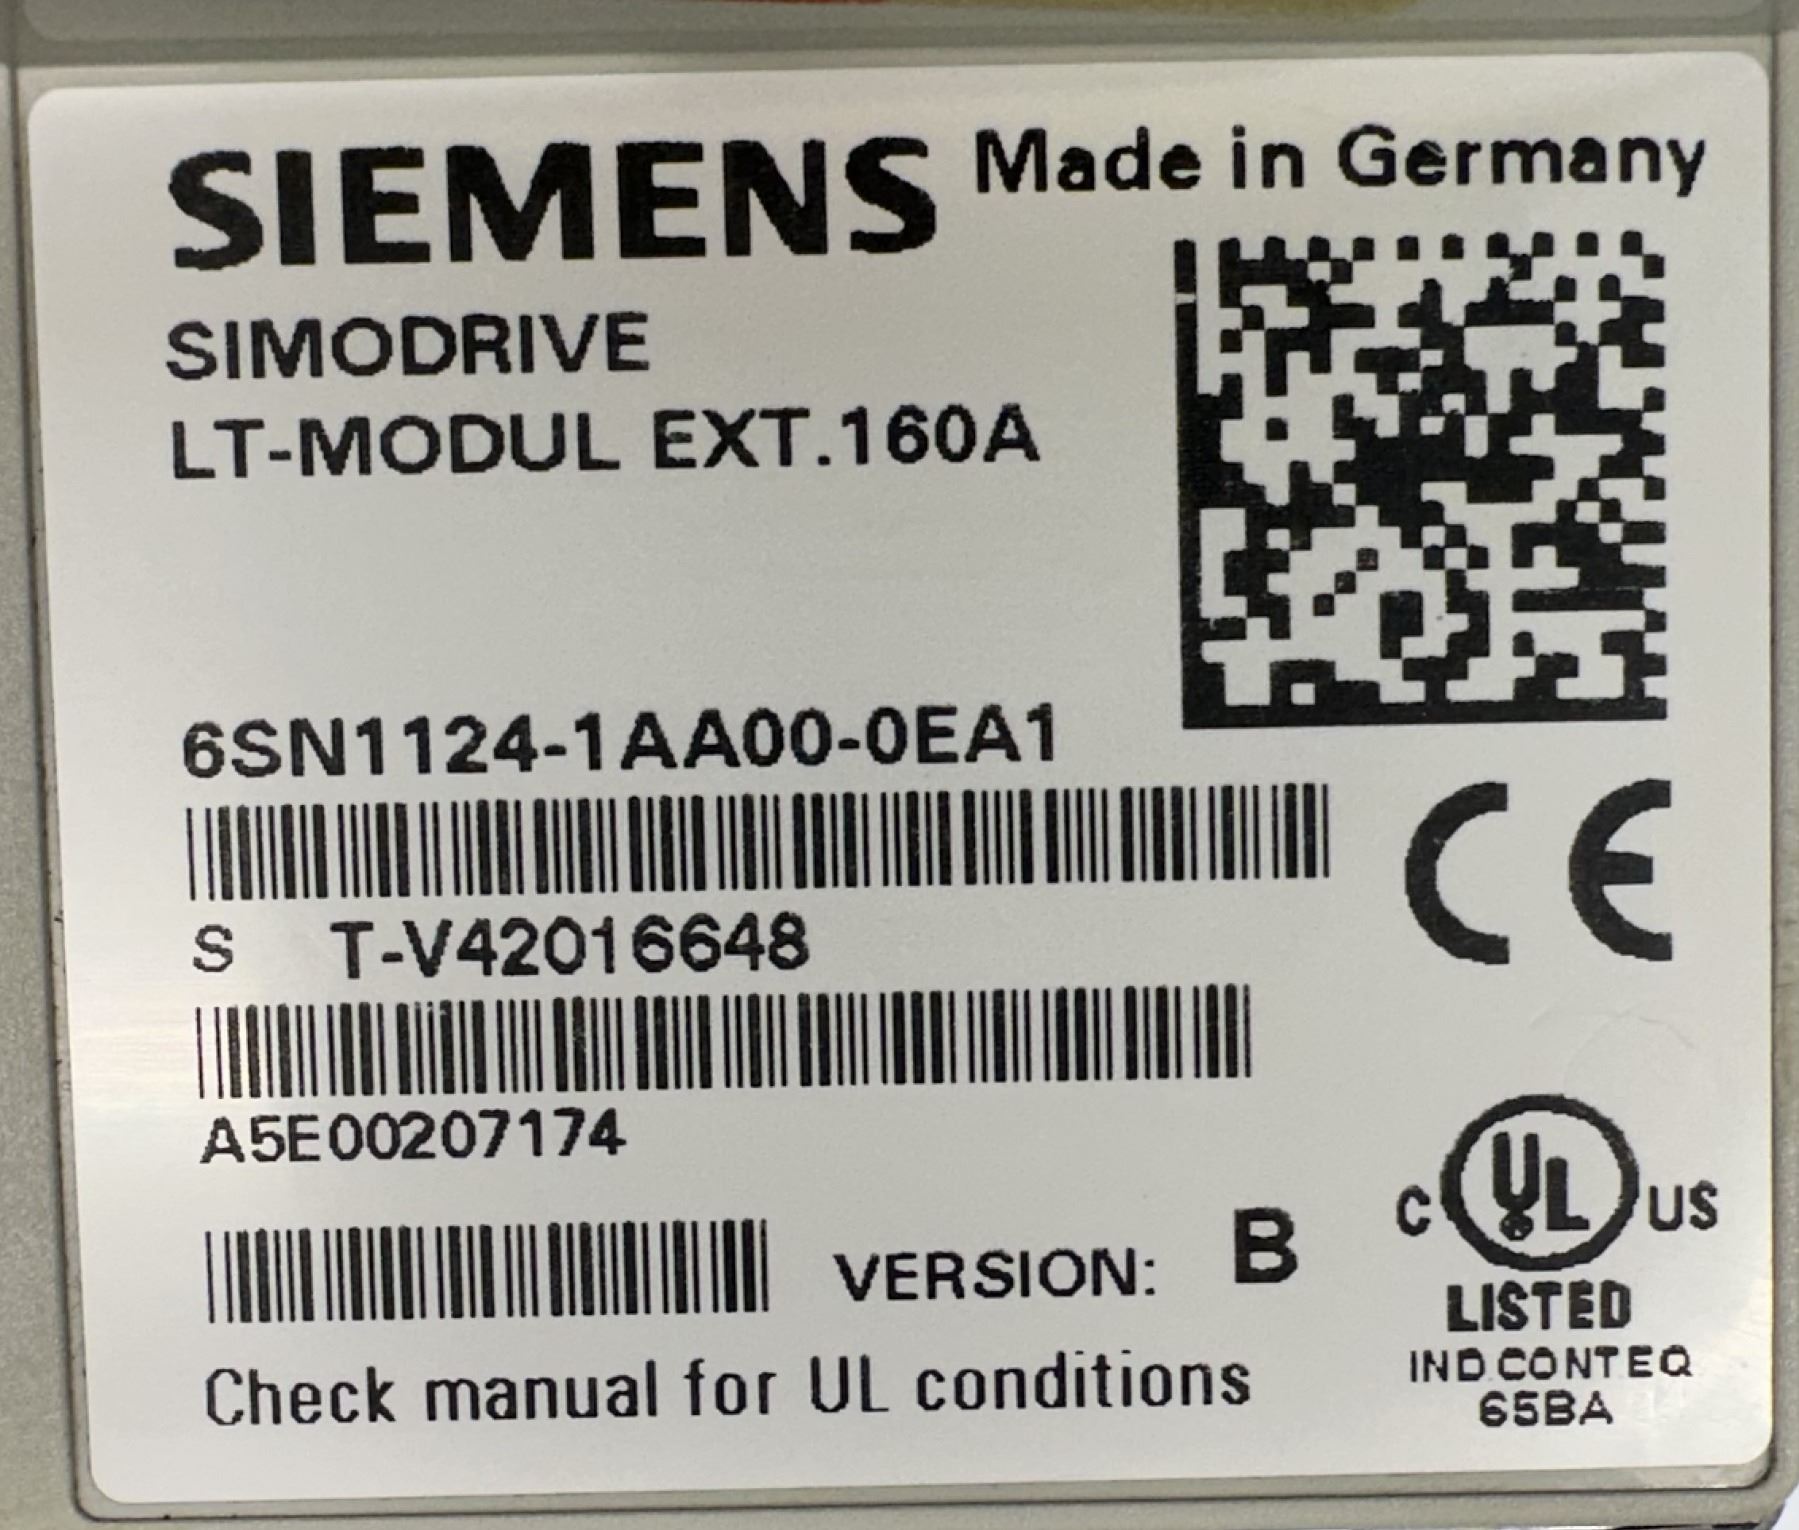 SIEMENS Made in Germany
SIMODRIVE
LT-MODUL EXT.160A
6SN1124-1AA00-0EA1
CE
S T-V42016648
A5E00207174
VERSION: B
C UL US
LISTED
IND.CONT.EQ
65BA
Check manual for UL conditions